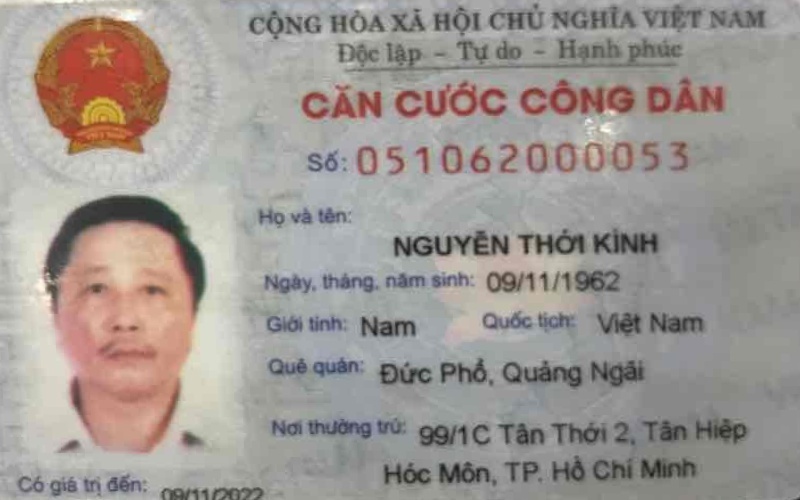 CỘNG HÒA XÃ HỘI CHỦ NGHĨA VIỆT NAM
Độc lập - Tự do - Hạnh phúc
CĂN CƯỚC CÔNG DÂN
Số: 051062000053
Họ và tên:
NGUYỄN THỚI KÌNH
Ngày, tháng, năm sinh: 09/11/1962
Giới tính: Nam Quốc tịch: Việt Nam
Quê quán: Đức Phổ, Quảng Ngãi
Nơi thường trú: 99/1C Tân Thới 2, Tân Hiệp
Hóc Môn, TP. Hồ Chí Minh
Có giá trị đến: 09/11/2022